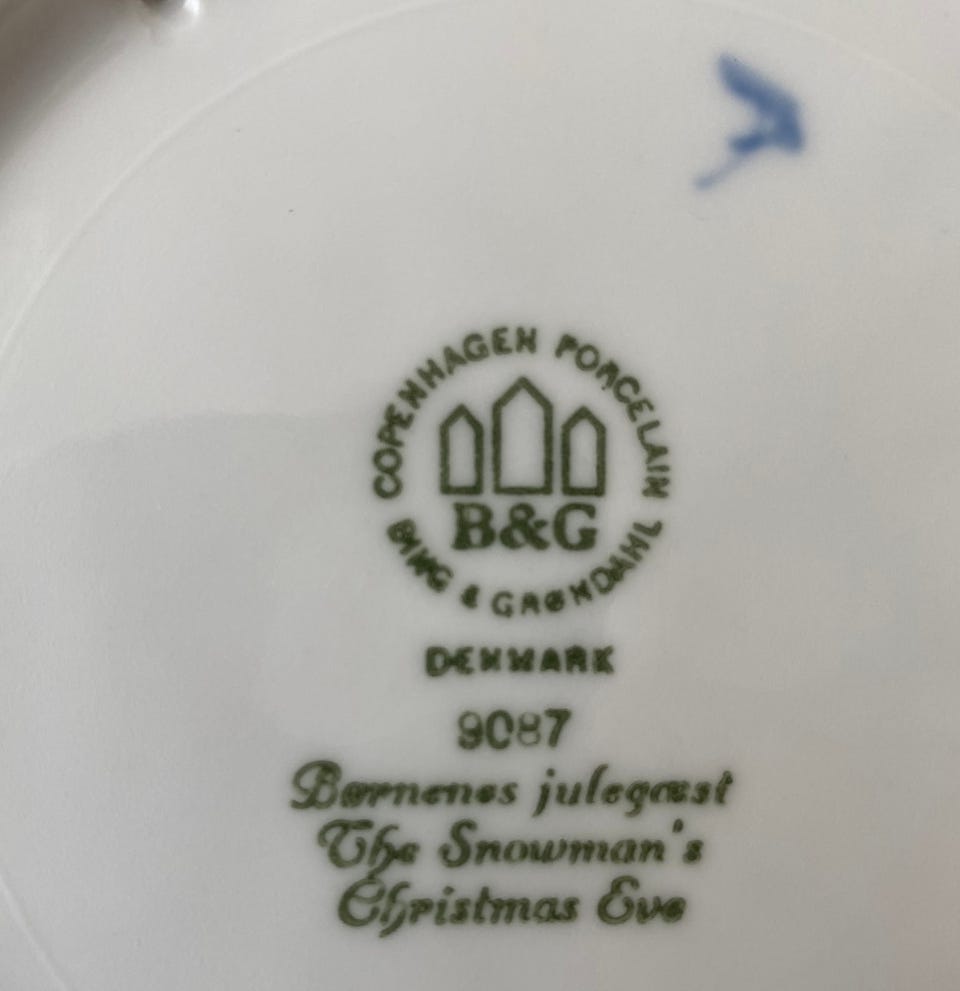 COPENHAGEN PORCELAIN
B&G
BING & GRØNDAHL
DENMARK
9087
Børnenes julegæst
The Snowman's
Christmas Eve